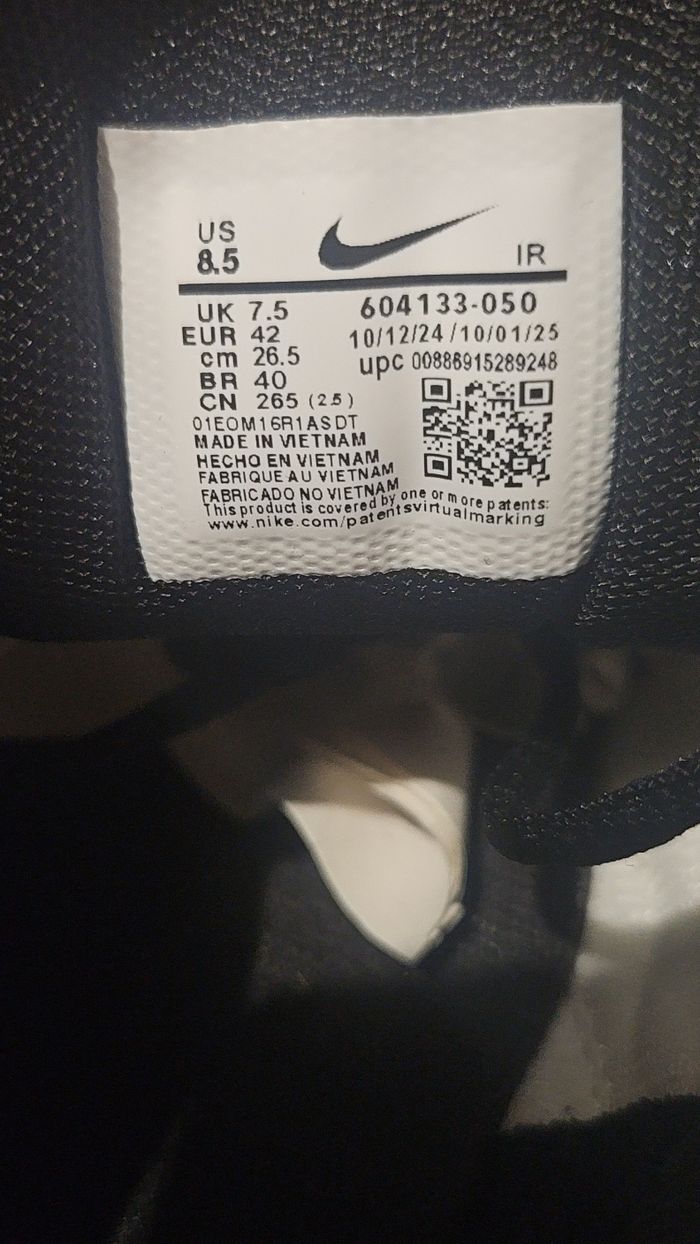 US
8.5
IR
UK 7.5
EUR 42
cm 26.5
BR 40
CN 265 (2.5)
604133-050
10/12/24/10/01/25
upc 00886915289248
01EOM16R1ASDT
MADE IN VIETNAM
HECHO EN VIETNAM
FABRIQUE AU VIETNAM
FABRICADO NO VIETNAM
This product is covered by one or more patents:
www.nike.com/patentsvirtualmarking